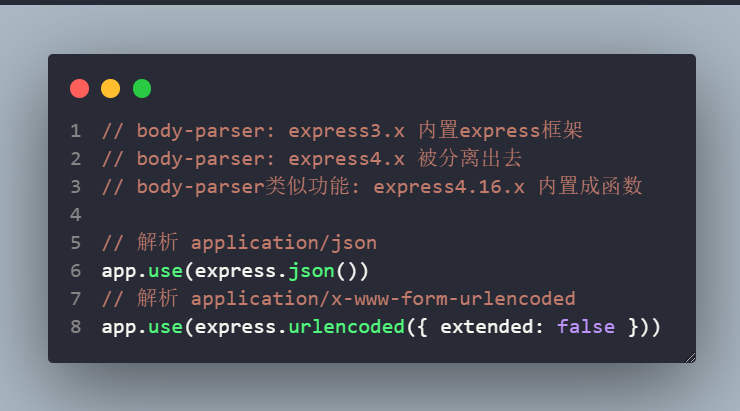 1 // body-parser: express3.x 内置express框架
2 // body-parser: express4.x 被分离出去
3 // body-parser类似功能: express4.16.x 内置成函数
4
5 // 解析 application/json
6 app.use(express.json())
7 // 解析 application/x-www-form-urlencoded
8 app.use(express.urlencoded({ extended: false }))